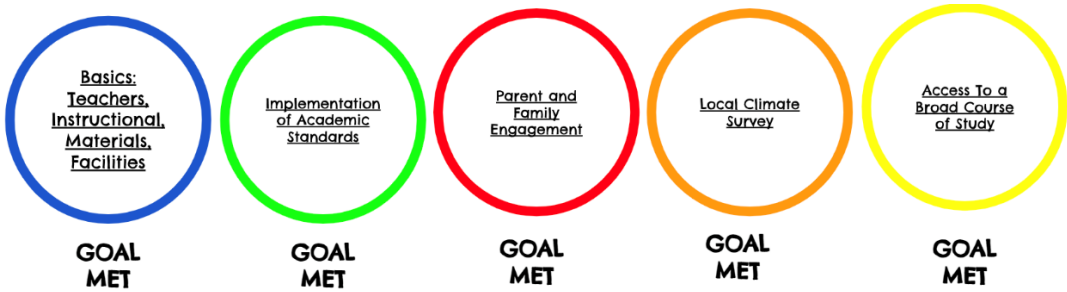 Basics:
Teachers,
Instructional,
Materials,
Facilities
Implementation
of Academic
Standards
Parent and
Family
Engagement
Local Climate
Survey
Access To a
Broad Course
of Study
GOAL
MET
GOAL
MET
GOAL
MET
GOAL
MET
GOAL
MET